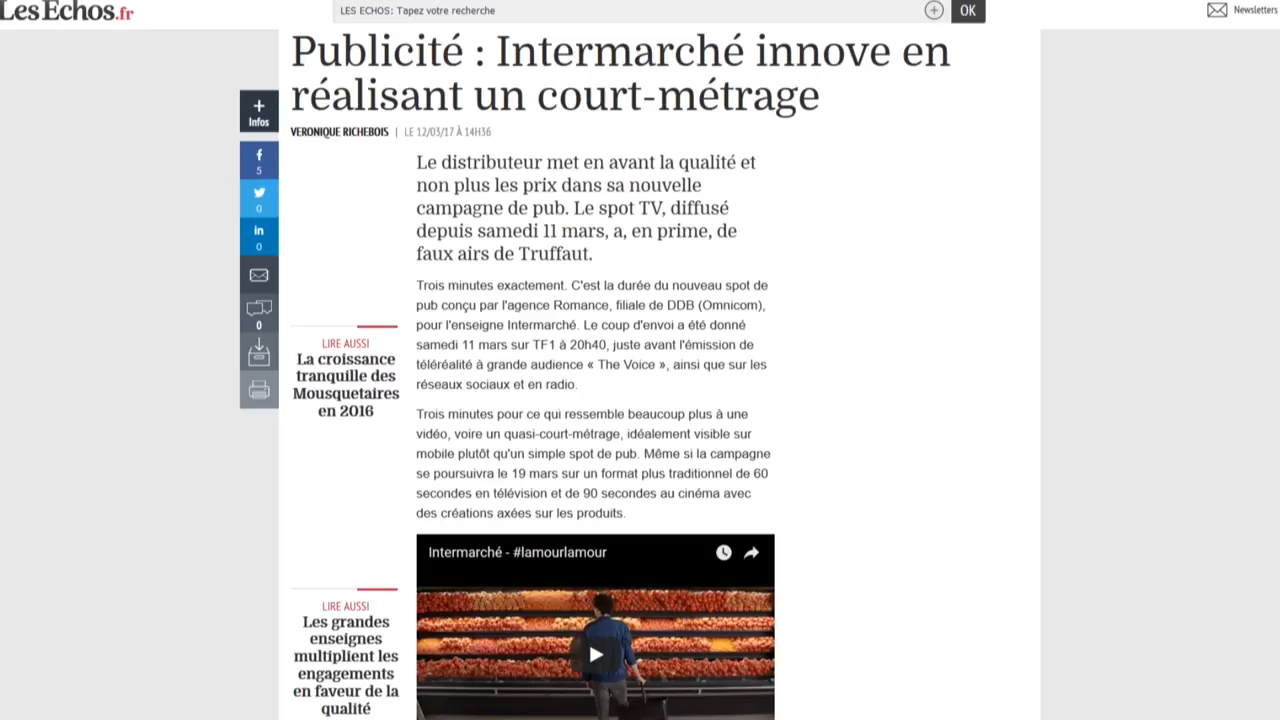 LesEchos.fr
LES ECHOS: Tapez votre recherche
OK
Newsletters
Publicité : Intermarché innove en
réalisant un court-métrage
VERONIQUE RICHEBOIS | LE 12/03/17 À 14H36
+
Infos
5
0
in
0
0
Le distributeur met en avant la qualité et
non plus les prix dans sa nouvelle
campagne de pub. Le spot TV, diffusé
depuis samedi 11 mars, a, en prime, de
faux airs de Truffaut.
Trois minutes exactement. C'est la durée du nouveau spot de
pub conçu par l'agence Romance, filiale de DDB (Omnicom),
pour l'enseigne Intermarché. Le coup d'envoi a été donné
samedi 11 mars sur TF1 à 20h40, juste avant l'émission de
téléréalité à grande audience « The Voice », ainsi que sur les
réseaux sociaux et en radio.
LIRE AUSSI
La croissance
tranquille des
Mousquetaires
en 2016
Trois minutes pour ce qui ressemble beaucoup plus à une
vidéo, voire un quasi-court-métrage, idéalement visible sur
mobile plutôt qu'un simple spot de pub. Même si la campagne
se poursuivra le 19 mars sur un format plus traditionnel de 60
secondes en télévision et de 90 secondes au cinéma avec
des créations axées sur les produits.
Intermarché - #lamourlamour
LIRE AUSSI
Les grandes
enseignes
multiplient les
engagements
en faveur de la
qualité